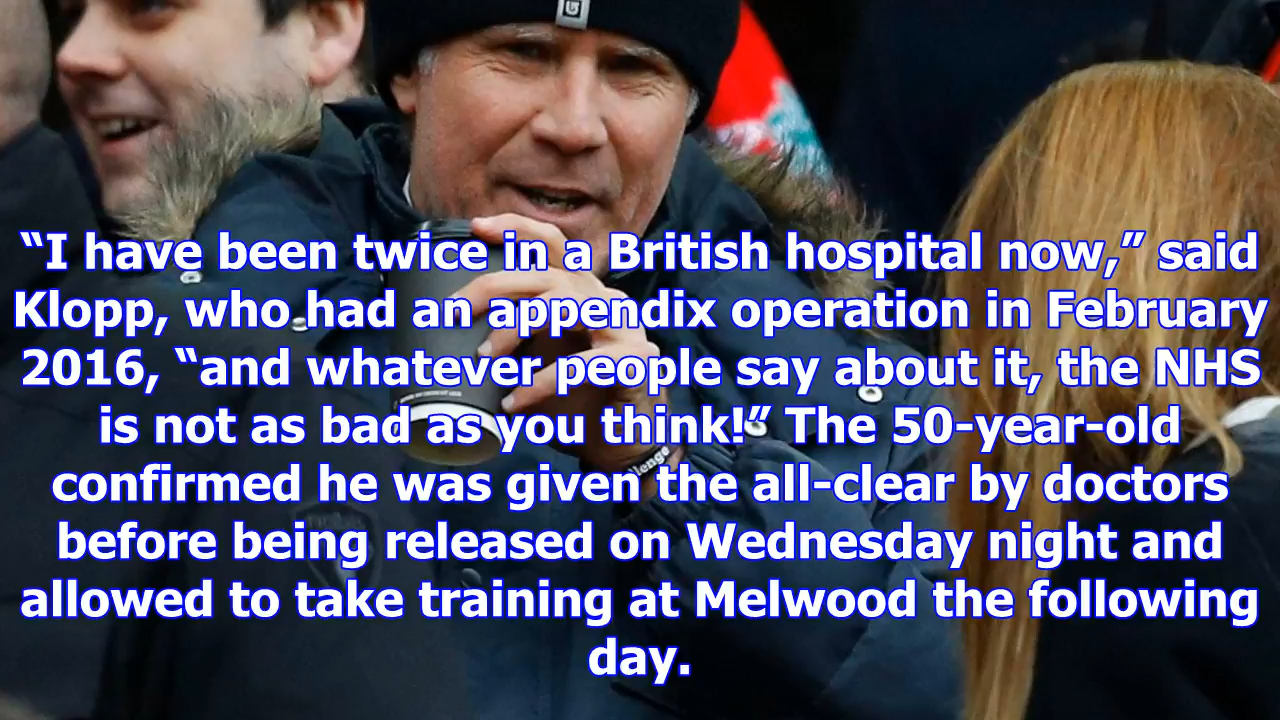 “I have been twice in a British hospital now,” said
Klopp, who had an appendix operation in February
2016, “and whatever people say about it, the NHS
is not as bad as you think!” The 50-year-old
confirmed he was given the all-clear by doctors
before being released on Wednesday night and
allowed to take training at Melwood the following
day.